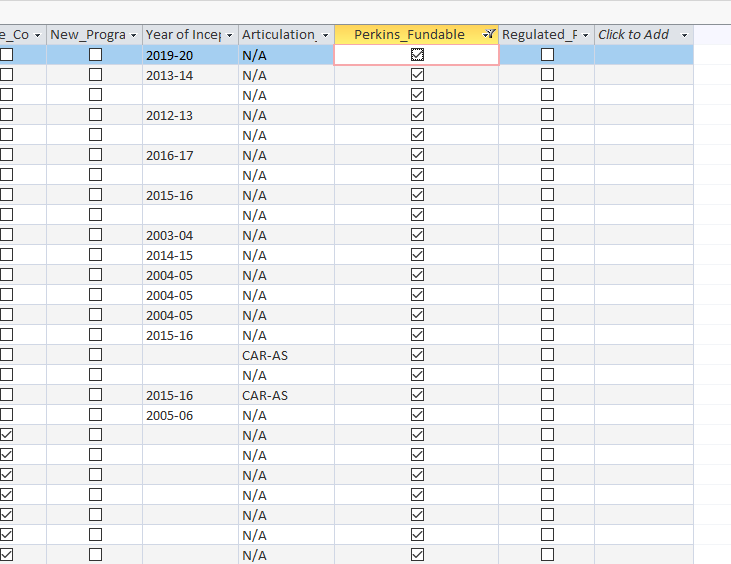 e_Co New_Progra Year of Incep Articulation_ Perkins_Fundable Regulated_P Click to Add
2019-20 N/A
2013-14 N/A
N/A
2012-13 N/A
N/A
2016-17 N/A
N/A
2015-16 N/A
N/A
2003-04 N/A
2014-15 N/A
2004-05 N/A
2004-05 N/A
2004-05 N/A
2015-16 N/A
CAR-AS
N/A
2015-16 CAR-AS
2005-06 N/A
N/A
N/A
N/A
N/A
N/A
N/A
N/A